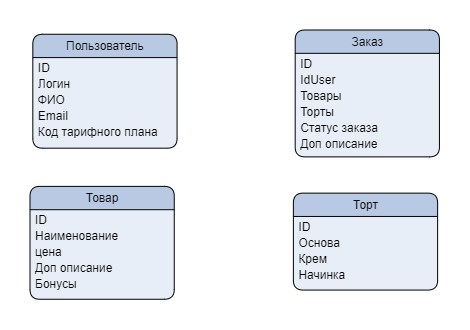 Пользователь
ID
Логин
ФИО
Email
Код тарифного плана
Заказ
ID
IdUser
Товары
Торты
Статус заказа
Доп описание
Товар
ID
Наименование
цена
Доп описание
Бонусы
Торт
ID
Основа
Крем
Начинка